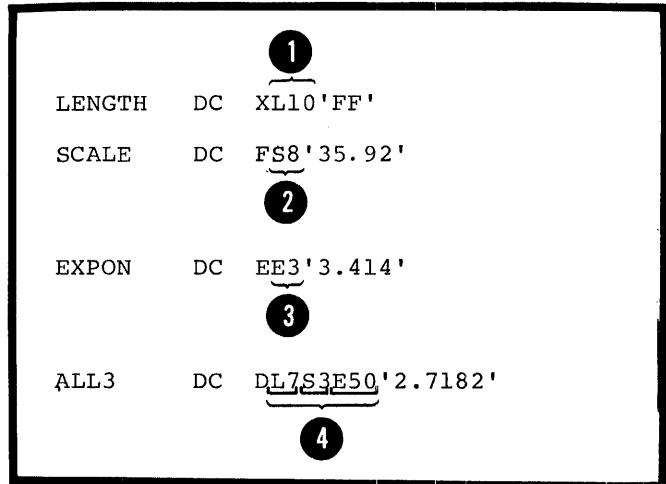 1
LENGTH DC XL10'FF'
SCALE DC FS8'35.92'
2
EXPON DC EE3'3.414'
3
ALL3 DC DL7S3E50'2.7182'
4